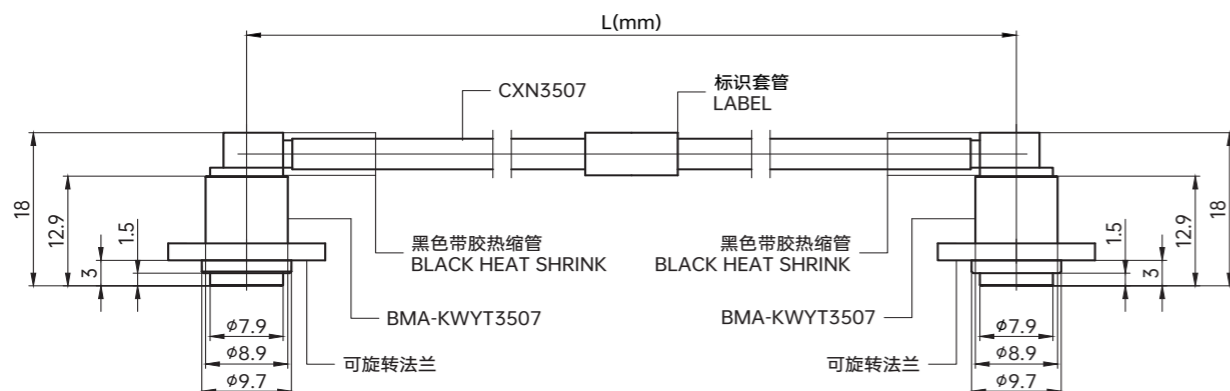 L(mm)
CXN3507
标识套管
LABEL
18
12.9
1.5
3
黑色带胶热缩管
BLACK HEAT SHRINK
黑色带胶热缩管
BLACK HEAT SHRINK
1.5
3
12.9
18
BMA-KWYT3507
BMA-KWYT3507
ϕ7.9
ϕ8.9
ϕ9.7
可旋转法兰
可旋转法兰
ϕ7.9
ϕ8.9
ϕ9.7